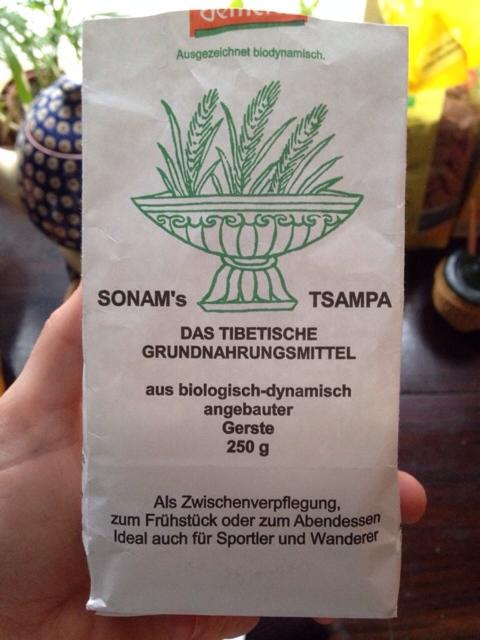 demeter
Ausgezeichnet biodynamisch.
SONAM's TSAMPA
DAS TIBETISCHE
GRUNDNAHRUNGSMITTEL
aus biologisch-dynamisch
angebauter
Gerste
250 g
Als Zwischenverpflegung,
zum Frühstück oder zum Abendessen
Ideal auch für Sportler und Wanderer